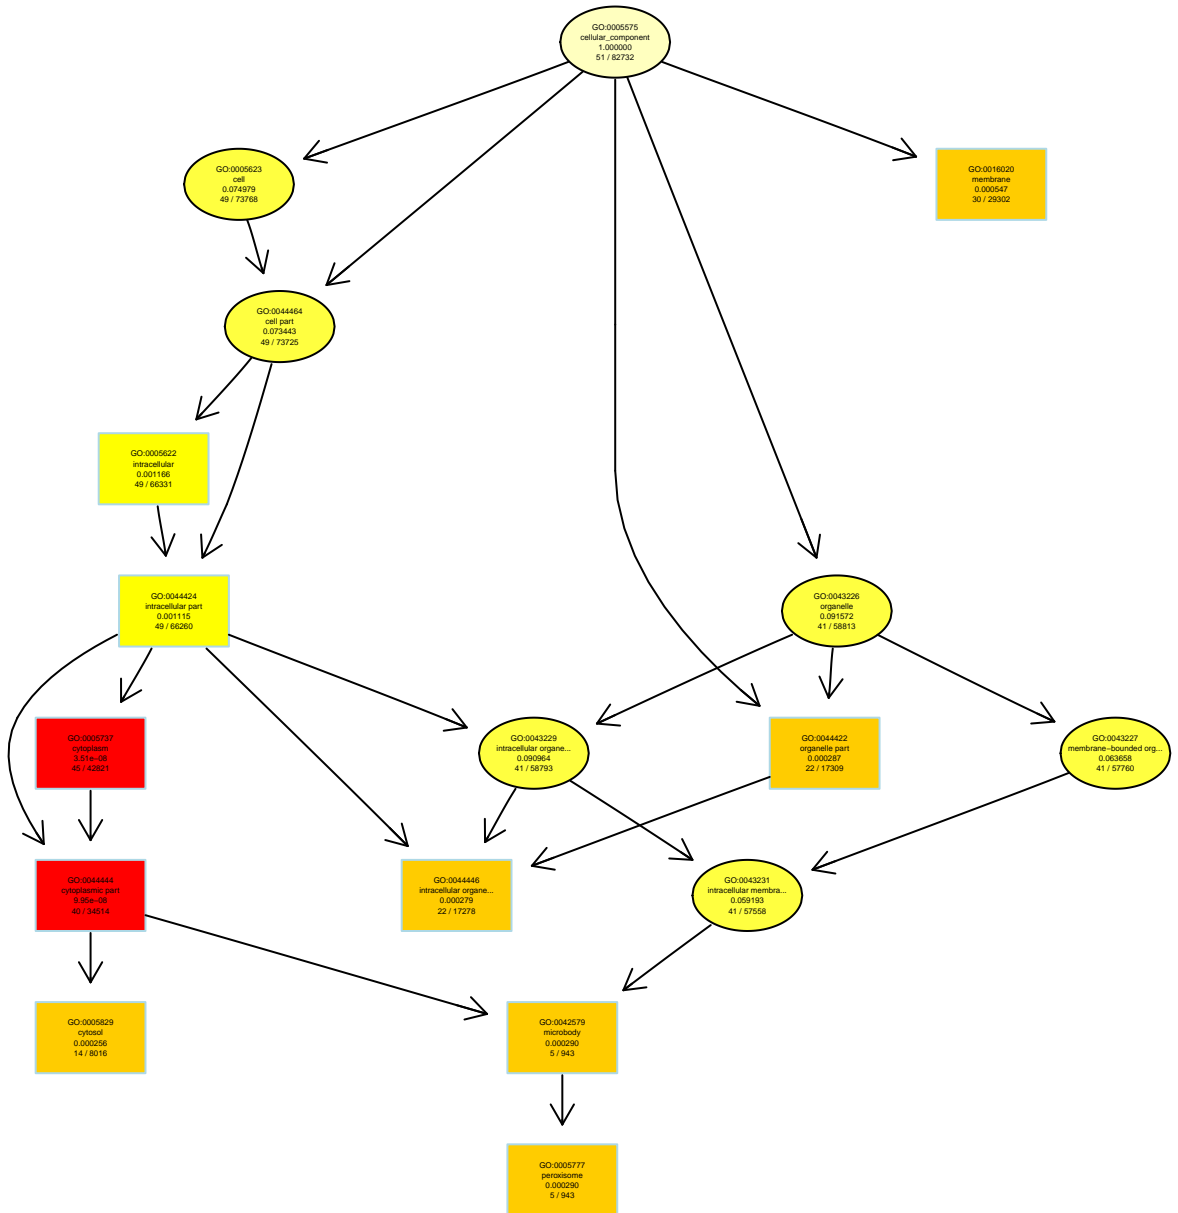 GO:0005575
cellular_component
1.000000
51 / 82732
GO:0005623
cell
0.074979
49 / 73768
GO:0016020
membrane
0.000547
30 / 29302
GO:0044464
cell part
0.073443
49 / 73725
GO:0005622
intracellular
0.001166
49 / 66331
GO:0044424
intracellular part
0.001115
49 / 66260
GO:0043226
organelle
0.091572
41 / 58813
GO:0005737
cytoplasm
3.51e−08
45 / 42821
GO:0043229
intracellular organe...
0.090964
41 / 58793
GO:0044422
organelle part
0.000287
22 / 17309
GO:0043227
membrane−bounded org...
0.063658
41 / 57760
GO:0044444
cytoplasmic part
9.95e−08
40 / 34514
GO:0044446
intracellular organe...
0.000279
22 / 17278
GO:0043231
intracellular membra...
0.059193
41 / 57558
GO:0005829
cytosol
0.000256
14 / 8016
GO:0042579
microbody
0.000290
5 / 943
GO:0005777
peroxisome
0.000290
5 / 943